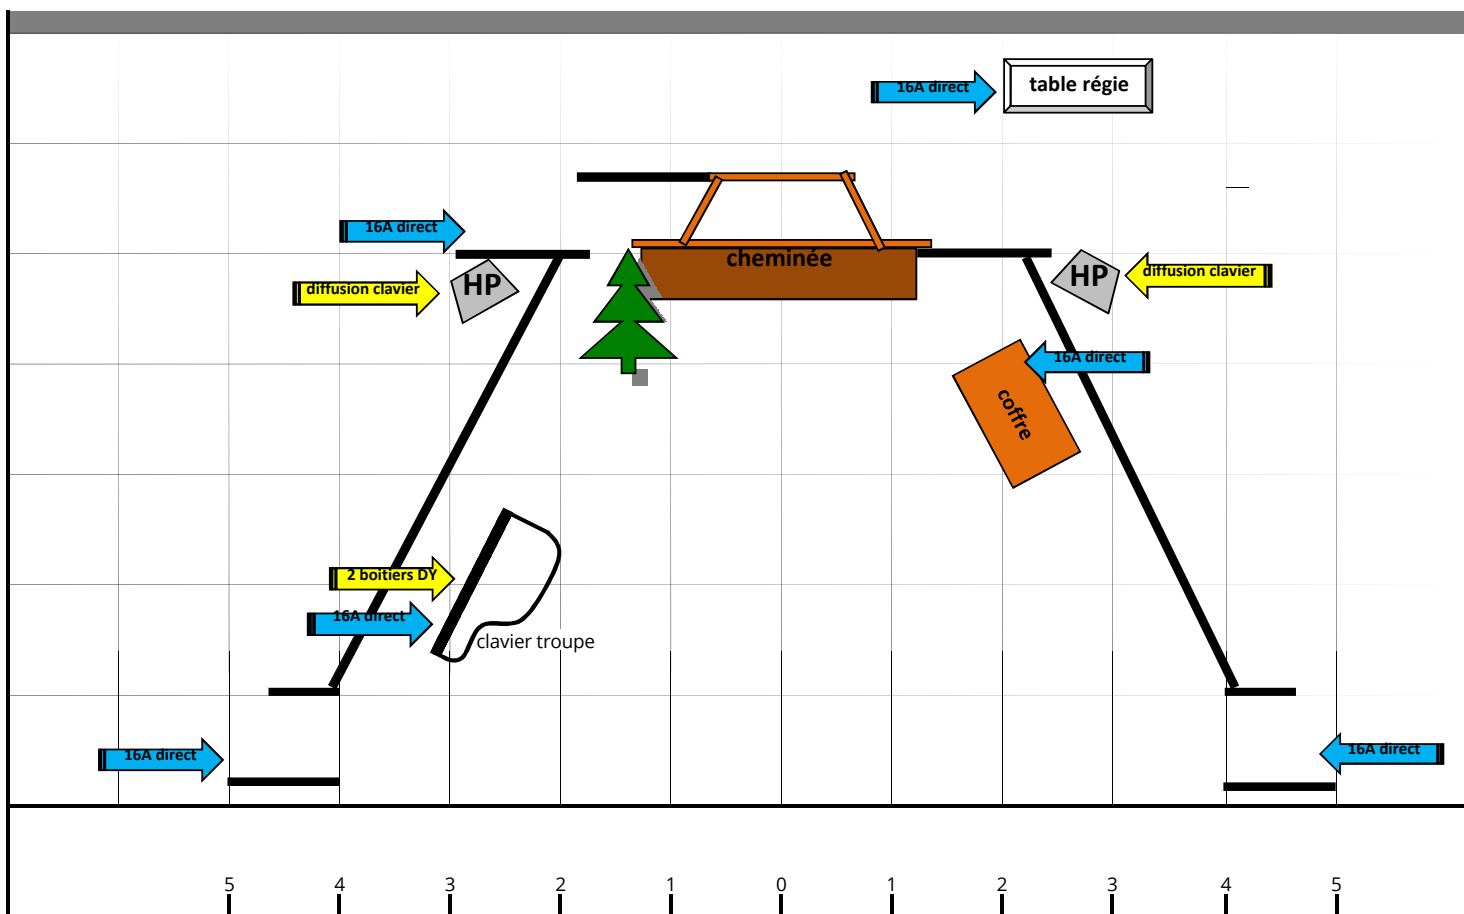 table régie
16A direct
16A direct
cheminée
HP
HP
diffusion clavier
diffusion clavier
16A direct
coffre
2 boitiers DY
16A direct
clavier troupe
16A direct
16A direct
5 4 3 2 1 0 1 2 3 4 5